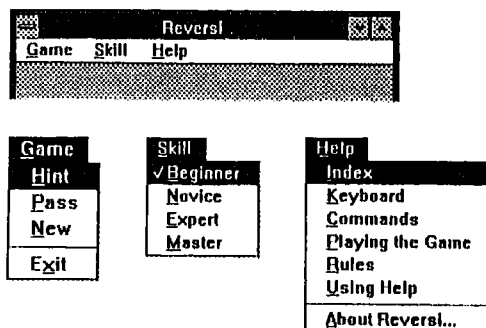 Reversi
Game Skill Help
Game
Hint
Pass
New
Exit
Skill
✓ Beginner
Novice
Expert
Master
Help
Index
Keyboard
Commands
Playing the Game
Rules
Using Help
About Reversi...